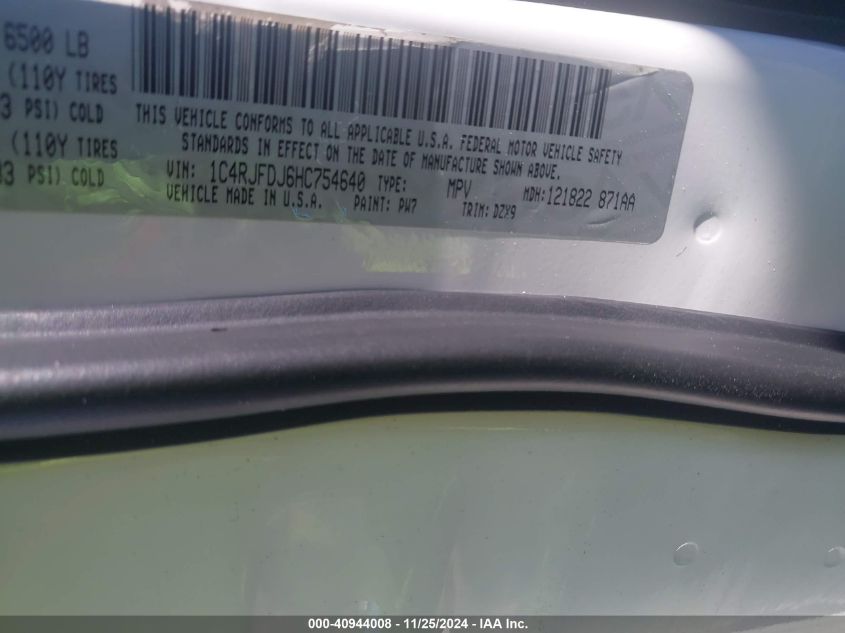 6500 LB
(110Y TIRES
3 PSI) COLD
(110Y TIRES
3 PSI) COLD
THIS VEHICLE CONFORMS TO ALL APPLICABLE U.S.A. FEDERAL MOTOR VEHICLE SAFETY
STANDARDS IN EFFECT ON THE DATE OF MANUFACTURE SHOWN ABOVE.
VIN: 1C4RJFDJ6HC754640 TYPE: MPV MDH:121822 871AA
VEHICLE MADE IN U.S.A. PAINT: PW7 TRIM: DZX9
000-40944008 - 11/25/2024 - IAA Inc.